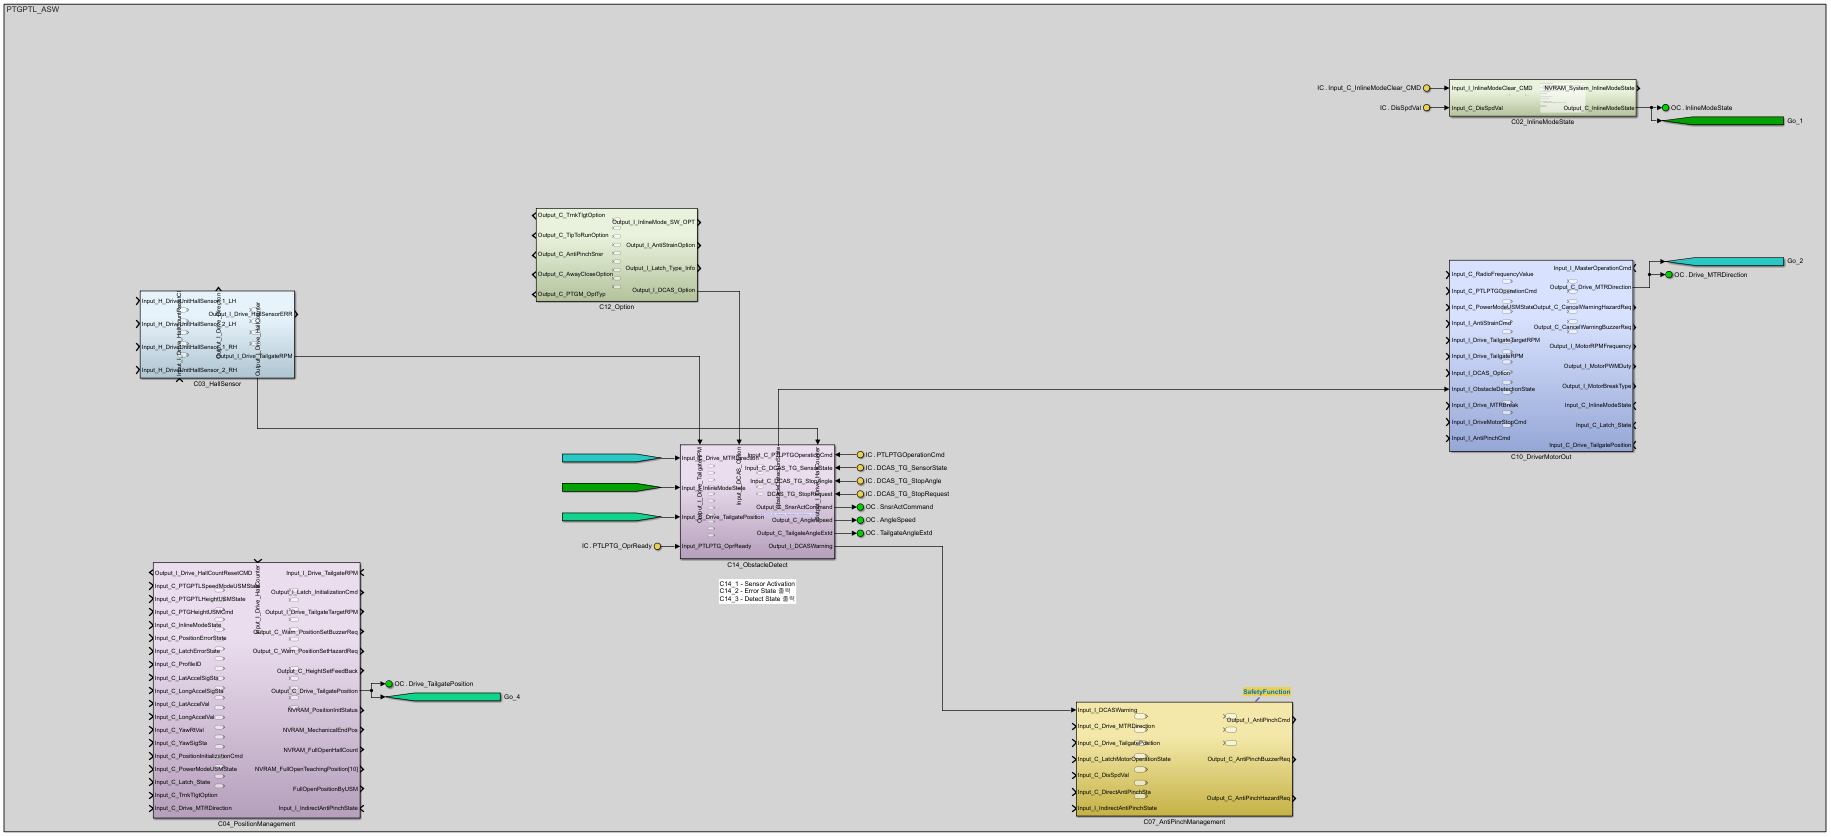 PTGPTL_ASW
IC . Input_C_InlineModeClear_CMD
IC . DisSpdVal
Input_I_InlineModeClear_CMD
NVRAM_System_InlineModeState
Input_C_DisSpdVal
Output_C_InlineModeState
OC . InlineModeState
Go_1
C02_InlineModeState
Output_C_TrnkTlgtOption
Output_I_InlineMode_SW_OPT
Output_C_TipToRunOption
Output_I_AntiStrainOption
Output_C_AntiPinchSnsr
Output_I_Latch_Type_Info
Output_C_AwayCloseOption
Output_I_DCAS_Option
Output_C_PTGM_OptTyp
C12_Option
Input_H_DriveUnitHallSensor_1_LH
Output_I_Drive_HallSensorERR
Input_H_DriveUnitHallSensor_2_LH
Input_H_DriveUnitHallSensor_1_RH
Output_I_Drive_TailgateRPM
Input_H_DriveUnitHallSensor_2_RH
Output_I_Drive_HallCounter
C03_HallSensor
Input_I_MasterOperationCmd
Input_C_RadioFrequencyValue
Output_C_Drive_MTRDirection
Input_C_PTLPTGOperationCmd
Input_C_PowerModeUSMState
Output_C_CancelWarningHazardReq
Input_I_AntiStrainCmd
Output_C_CancelWarningBuzzerReq
Input_I_Drive_TailgateTargetRPM
Output_I_MotorRPMFrequency
Input_I_Drive_TailgateRPM
Output_I_MotorPWMDuty
Input_I_DCAS_Option
Output_I_MotorBreakType
Input_I_ObstacleDetectionState
Input_I_Drive_MTRBreak
Input_C_InlineModeState
Input_I_DriveMotorStopCmd
Input_C_Latch_State
Input_I_AntiPinchCmd
Input_C_Drive_TailgatePosition
C10_DriverMotorOut
Go_2
OC . Drive_MTRDirection
Input_C_Drive_MTRDirection
Input_C_PTLPTGOperationCmd
Input_C_DCAS_TG_SensorState
Input_C_DCAS_TG_StopAngle
DCAS_TG_StopRequest
Output_C_SnsrActCommand
Output_C_AngleSpeed
Input_C_Drive_TailgatePosition
Output_C_TailgateAngleExtd
Input_PTLPTG_OprReady
Output_I_DCASWarning
IC . PTLPTG_OprReady
IC . PTLPTGOperationCmd
IC . DCAS_TG_SensorState
IC . DCAS_TG_StopAngle
IC . DCAS_TG_StopRequest
OC . SnsrActCommand
OC . AngleSpeed
OC . TailgateAngleExtd
C14_ObstacleDetect
C14_1 - Sensor Activation
C14_2 - Error State 출력
C14_3 - Detect State 출력
Output_I_Drive_HallCountResetCMD
Input_I_Drive_TailgateRPM
Input_C_PTGPTLSpeedModeUSMState
Output_I_Latch_InitializationCmd
Input_C_PTGPTLHeightUSMState
Input_C_PTGHeightUSMCmd
Output_I_Drive_TailgateTargetRPM
Input_C_InlineModeState
Output_C_Warn_PositionSetBuzzerReq
Input_C_PositionErrorState
Input_C_LatchErrorState
Output_C_Warn_PositionSetHazardReq
Input_C_ProfileID
Output_C_HeightSetFeedBack
Input_C_LatAccelSigSta
Input_C_LongAccelSigSta
Output_C_Drive_TailgatePosition
Input_C_LatAccelVal
NVRAM_PositionInitStatus
Input_C_LongAccelVal
Input_C_YawRtVal
NVRAM_MechanicalEndPos
Input_C_YawSigSta
NVRAM_FullOpenHallCount
Input_C_PositionInitializationCmd
Input_C_PowerModeUSMState
NVRAM_FullOpenTeachingPosition[10]
Input_C_Latch_State
FullOpenPositionByUSM
Input_C_TrnkTlgtOption
Input_C_Drive_MTRDirection
Input_I_IndirectAntiPinchState
Input_I_Drive_HallCounter
C04_PositionManagement
OC . Drive_TailgatePosition
Go_4
SafetyFunction
Input_I_DCASWarning
Output_I_AntiPinchCmd
Input_C_Drive_MTRDirection
Input_C_Drive_TailgatePosition
Input_C_LatchMotorOperationState
Output_C_AntiPinchBuzzerReq
Input_C_DisSpdVal
Input_C_DirectAntiPinchSta
Output_C_AntiPinchHazardReq
Input_I_IndirectAntiPinchState
C07_AntiPinchManagement